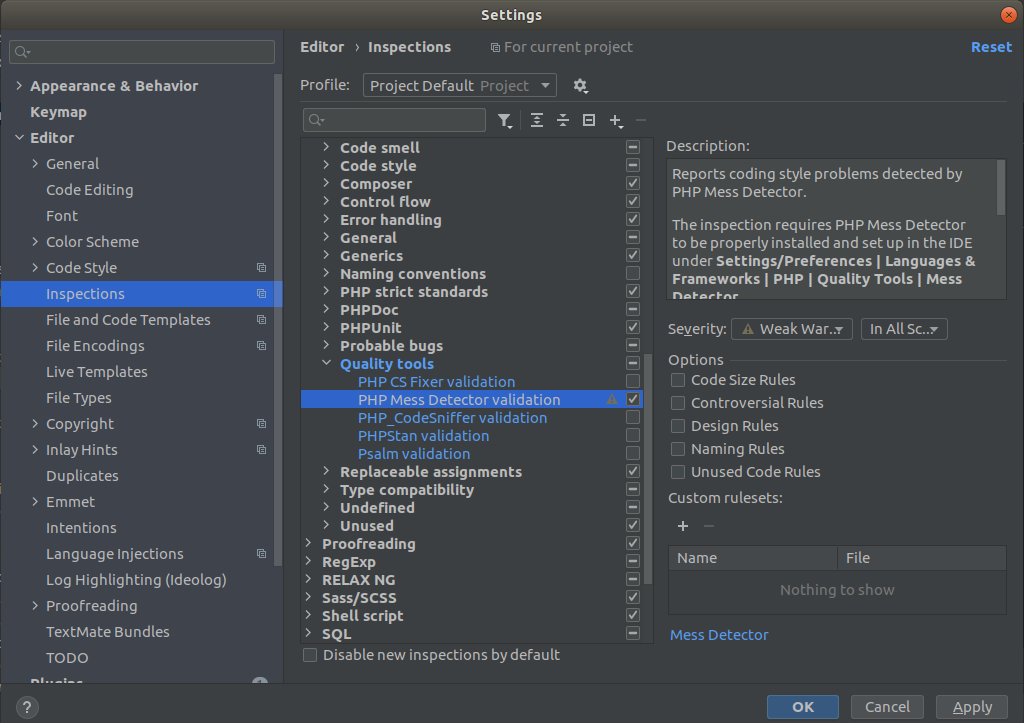 Settings
Appearance & Behavior
Keymap
Editor
General
Code Editing
Font
Color Scheme
Code Style
Inspections
File and Code Templates
File Encodings
Live Templates
File Types
Copyright
Inlay Hints
Duplicates
Emmet
Intentions
Language Injections
Log Highlighting (Ideolog)
Proofreading
TextMate Bundles
TODO
Plugins
Editor › Inspections
For current project
Reset
Profile:
Project Default Project
Code smell
Code style
Composer
Control flow
Error handling
General
Generics
Naming conventions
PHP strict standards
PHPDoc
PHPUnit
Probable bugs
Quality tools
PHP CS Fixer validation
PHP Mess Detector validation
PHP_CodeSniffer validation
PHPStan validation
Psalm validation
Replaceable assignments
Type compatibility
Undefined
Unused
Proofreading
RegExp
RELAX NG
Sass/SCSS
Shell script
SQL
Disable new inspections by default
Description:
Reports coding style problems detected by
PHP Mess Detector.
The inspection requires PHP Mess Detector
to be properly installed and set up in the IDE
under Settings/Preferences | Languages &
Frameworks | PHP | Quality Tools | Mess
Detector
Severity:
Weak War..
In All Sc..
Options
Code Size Rules
Controversial Rules
Design Rules
Naming Rules
Unused Code Rules
Custom rulesets:
Name
File
Nothing to show
Mess Detector
?
OK
Cancel
Apply